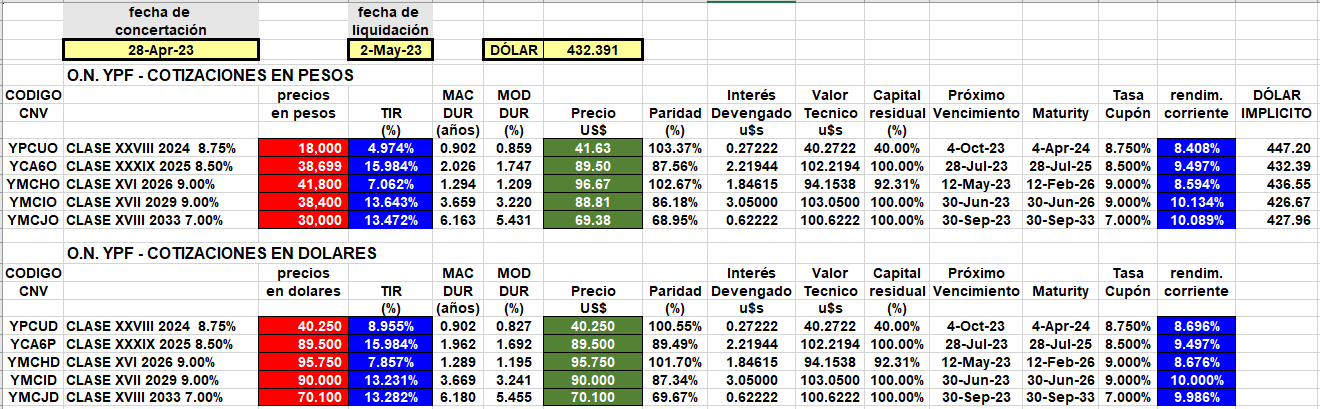 fecha de fecha de
concertación liquidación
28-Apr-23 2-May-23 DÓLAR 432.391
O.N. YPF - COTIZACIONES EN PESOS
CODIGO precios MAC MOD Interés Valor Capital Próximo Tasa rendim. DÓLAR
CNV en pesos TIR DUR DUR Precio Paridad Devengado Tecnico residual Vencimiento Maturity Cupón corriente IMPLICITO
(%) (años) (%) US$ (%) u$s u$s (%)
YPCUO CLASE XXVIII 2024 8.75% 18,000 4.974% 0.902 0.859 41.63 103.37% 0.27222 40.2722 40.00% 4-Oct-23 4-Apr-24 8.750% 8.408% 447.20
YCA6O CLASE XXXIX 2025 8.50% 38,699 15.984% 2.026 1.747 89.50 87.56% 2.21944 102.2194 100.00% 28-Jul-23 28-Jul-25 8.500% 9.497% 432.39
YMCHO CLASE XVI 2026 9.00% 41,800 7.062% 1.294 1.209 96.67 102.67% 1.84615 94.1538 92.31% 12-May-23 12-Feb-26 9.000% 8.594% 436.55
YMCIO CLASE XVII 2029 9.00% 38,400 13.643% 3.659 3.220 88.81 86.18% 3.05000 103.0500 100.00% 30-Jun-23 30-Jun-26 9.000% 10.134% 426.67
YMCJO CLASE XVIII 2033 7.00% 30,000 13.472% 6.163 5.431 69.38 68.95% 0.62222 100.6222 100.00% 30-Sep-23 30-Sep-33 7.000% 10.089% 427.96
O.N. YPF - COTIZACIONES EN DOLARES
CODIGO precios MAC MOD Interés Valor Capital Próximo Tasa rendim.
CNV en dolares TIR DUR DUR Precio Paridad Devengado Tecnico residual Vencimiento Maturity Cupón corriente
(%) (años) (%) US$ (%) u$s u$s (%)
YPCUD CLASE XXVIII 2024 8.75% 40.250 8.955% 0.902 0.827 40.250 100.55% 0.27222 40.2722 40.00% 4-Oct-23 4-Apr-24 8.750% 8.696%
YCA6P CLASE XXXIX 2025 8.50% 89.500 15.984% 1.962 1.692 89.500 89.49% 2.21944 102.2194 100.00% 28-Jul-23 28-Jul-25 8.500% 9.497%
YMCHD CLASE XVI 2026 9.00% 95.750 7.857% 1.289 1.195 95.750 101.70% 1.84615 94.1538 92.31% 12-May-23 12-Feb-26 9.000% 8.676%
YMCID CLASE XVII 2029 9.00% 90.000 13.231% 3.669 3.241 90.000 87.34% 3.05000 103.0500 100.00% 30-Jun-23 30-Jun-26 9.000% 10.000%
YMCJD CLASE XVIII 2033 7.00% 70.100 13.282% 6.180 5.455 70.100 69.67% 0.62222 100.6222 100.00% 30-Sep-23 30-Sep-33 7.000% 9.986%